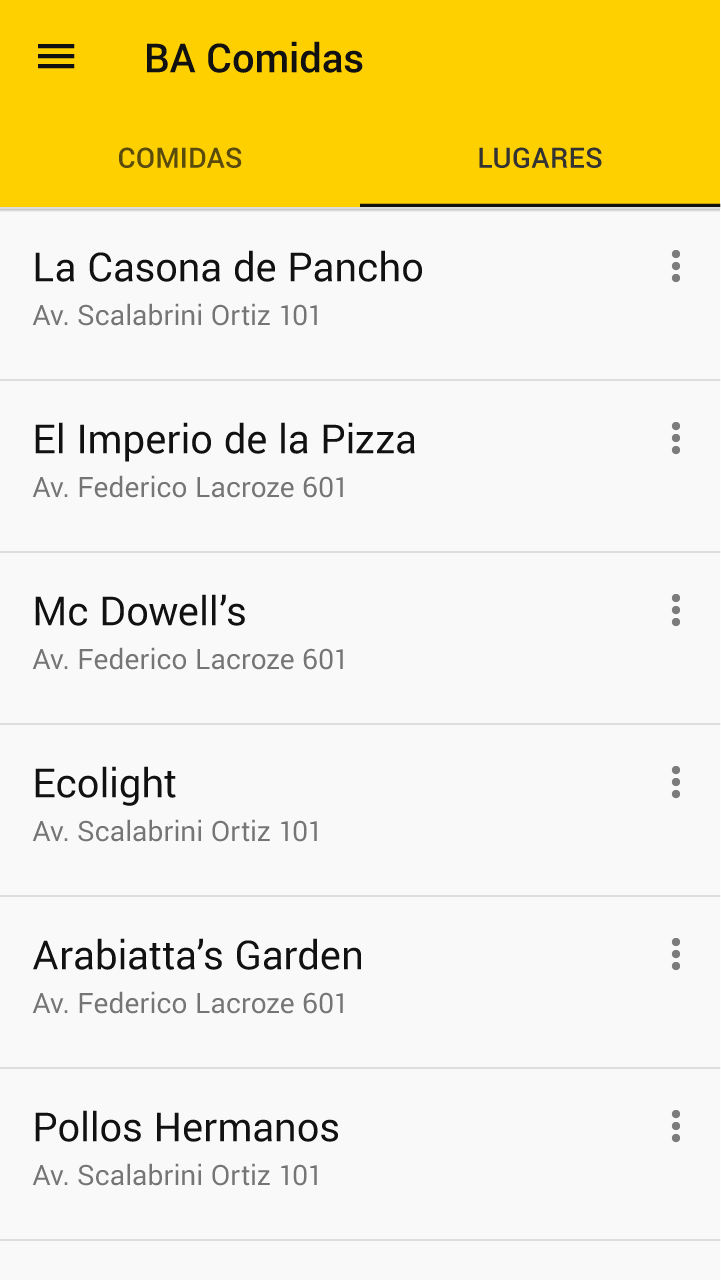 BA Comidas
COMIDAS
LUGARES
La Casona de Pancho
Av. Scalabrini Ortiz 101
El Imperio de la Pizza
Av. Federico Lacroze 601
Mc Dowell’s
Av. Federico Lacroze 601
Ecolight
Av. Scalabrini Ortiz 101
Arabiatta’s Garden
Av. Federico Lacroze 601
Pollos Hermanos
Av. Scalabrini Ortiz 101